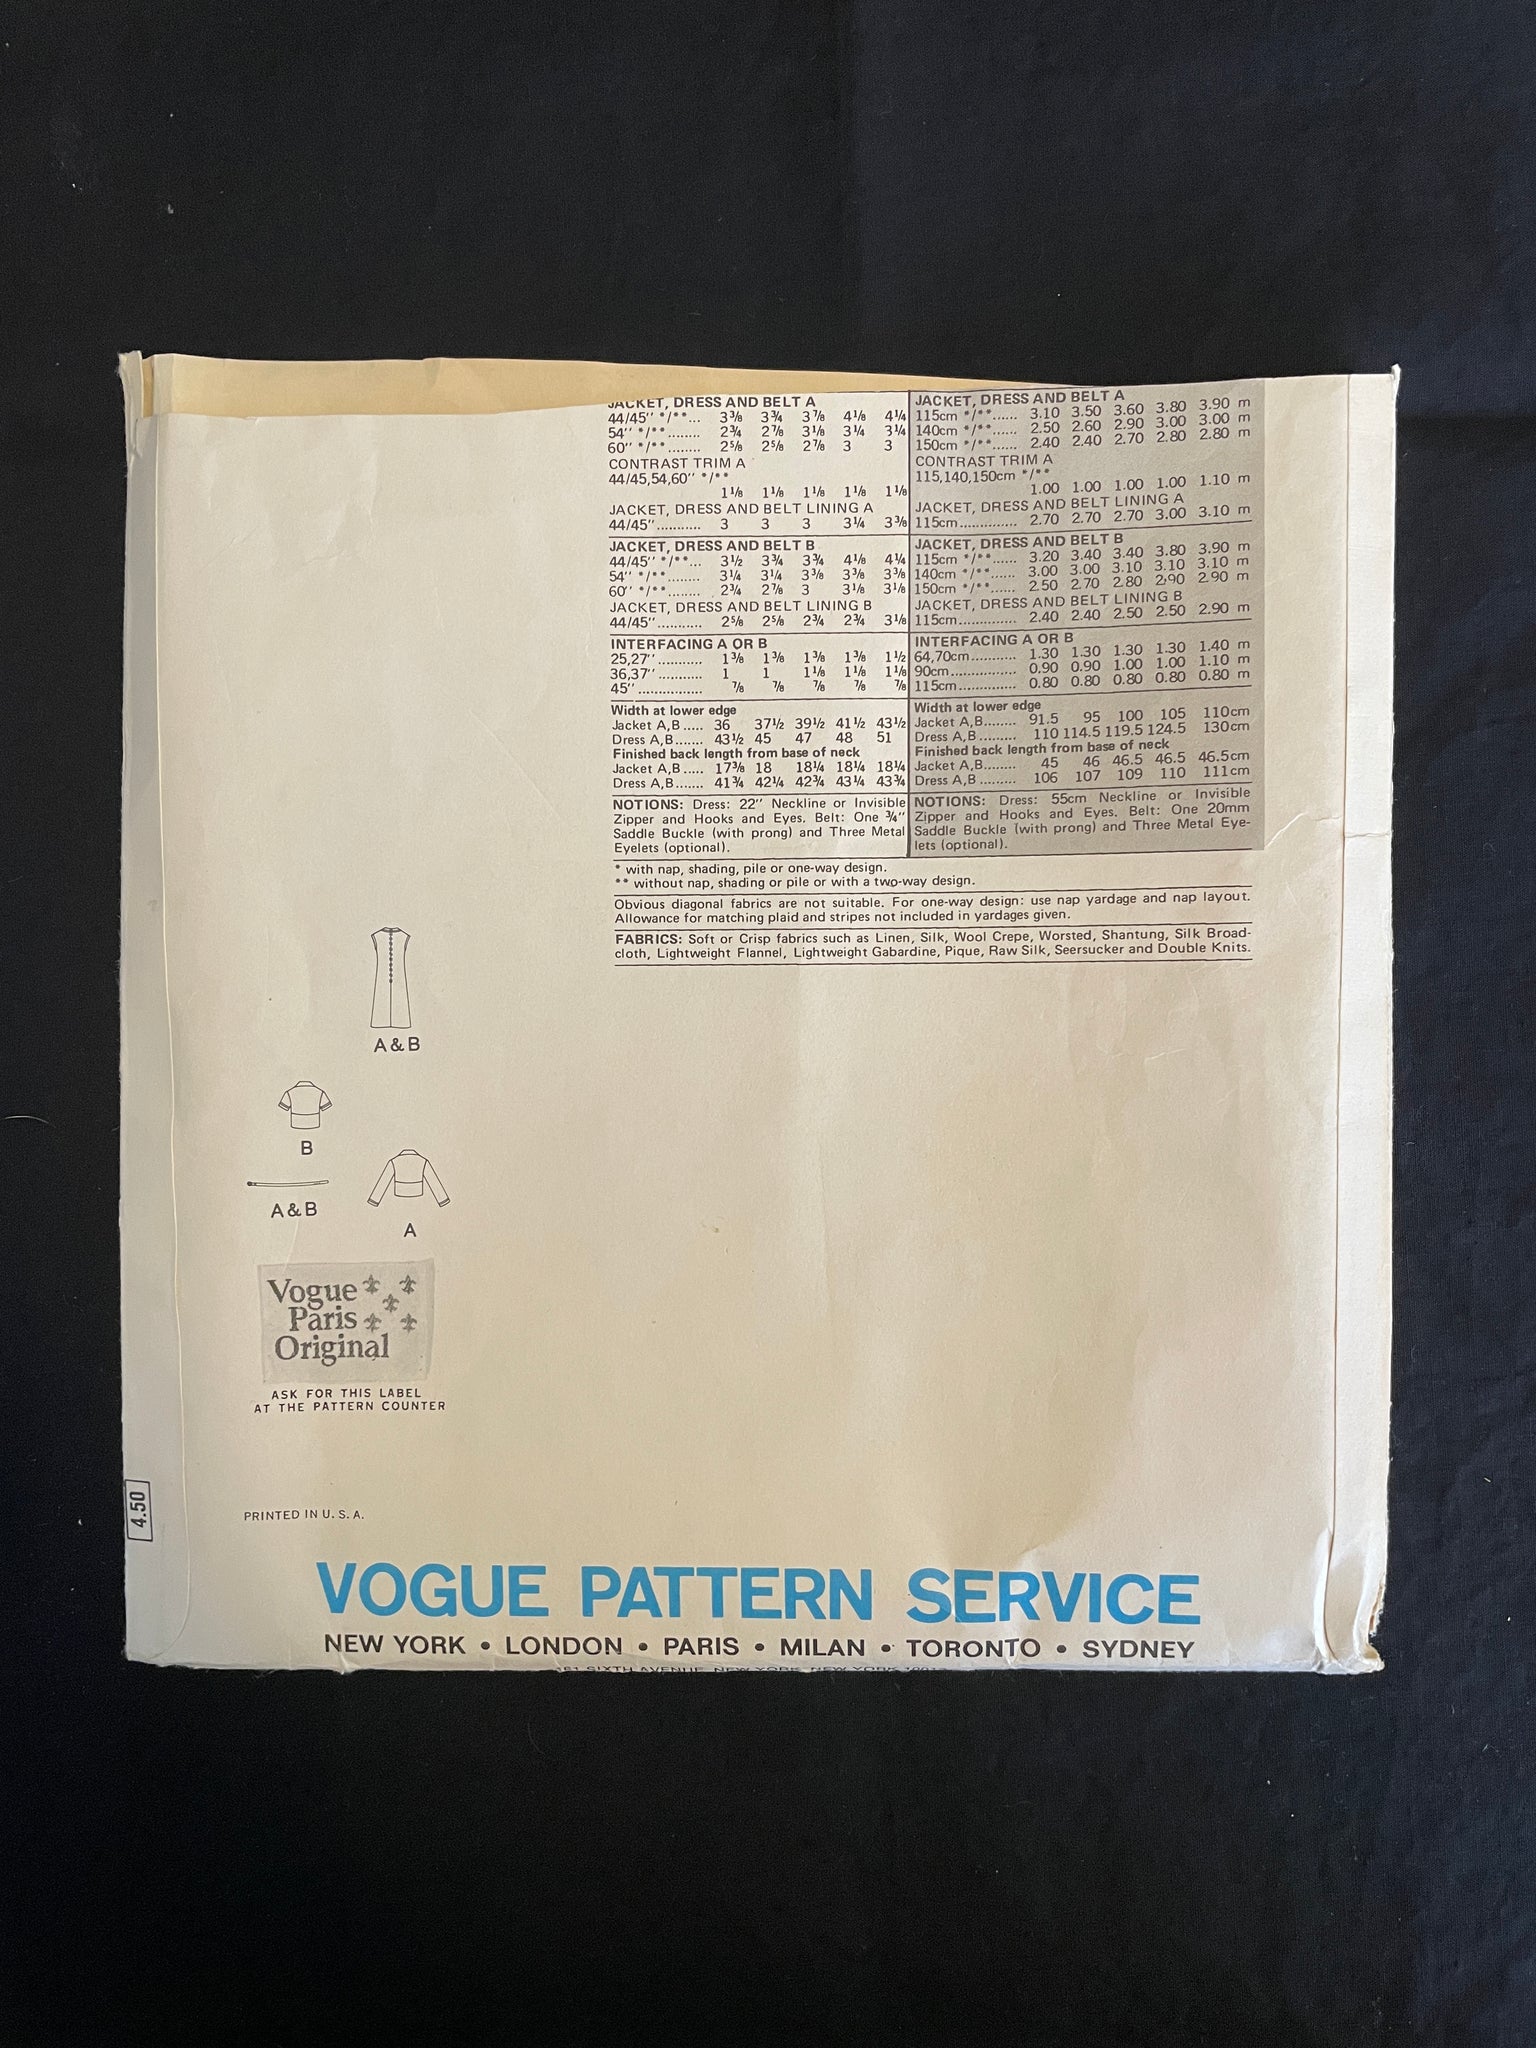 JACKET, DRESS AND BELT A
44/45" */**... 3⅜ 3¾ 3⅞ 4⅛ 4¼
54" */**........ 2¾ 2⅞ 3⅛ 3¼ 3¼
60" */**........ 2⅝ 2⅝ 2⅞ 3 3
CONTRAST TRIM A
44/45,54,60" */**
1⅛ 1⅛ 1⅛ 1⅛ 1⅛
JACKET, DRESS AND BELT LINING A
44/45"........... 3 3 3 3¼ 3⅜
JACKET, DRESS AND BELT B
44/45" */**... 3½ 3¾ 3¾ 4⅛ 4¼
54" */**........ 3¼ 3¼ 3⅜ 3⅜ 3⅜
60" */**........ 2¾ 2⅞ 3 3⅛ 3⅛
JACKET, DRESS AND BELT LINING B
44/45"........... 2⅝ 2⅝ 2¾ 2¾ 3⅛
INTERFACING A OR B
25,27"........... 1⅜ 1⅜ 1⅜ 1⅜ 1½
36,37"........... 1 1 1⅛ 1⅛ 1⅛
45"................ ⅞ ⅞ ⅞ ⅞ ⅞
Width at lower edge
Jacket A,B..... 36 37½ 39½ 41½ 43½
Dress A,B....... 43½ 45 47 48 51
Finished back length from base of neck
Jacket A,B..... 17⅜ 18 18¼ 18¼ 18¼
Dress A,B....... 41¾ 42¼ 42¾ 43¼ 43¾
NOTIONS: Dress: 22" Neckline or Invisible
Zipper and Hooks and Eyes. Belt: One ¾"
Saddle Buckle (with prong) and Three Metal
Eyelets (optional).
JACKET, DRESS AND BELT A
115cm */**...... 3.10 3.50 3.60 3.80 3.90 m
140cm */**...... 2.50 2.60 2.90 3.00 3.00 m
150cm */**...... 2.40 2.40 2.70 2.80 2.80 m
CONTRAST TRIM A
115,140,150cm */**
1.00 1.00 1.00 1.00 1.10 m
JACKET, DRESS AND BELT LINING A
115cm.............. 2.70 2.70 2.70 3.00 3.10 m
JACKET, DRESS AND BELT B
115cm */**...... 3.20 3.40 3.40 3.80 3.90 m
140cm */**...... 3.00 3.00 3.10 3.10 3.10 m
150cm */**...... 2.50 2.70 2.80 2.90 2.90 m
JACKET, DRESS AND BELT LINING B
115cm.............. 2.40 2.40 2.50 2.50 2.90 m
INTERFACING A OR B
64,70cm........... 1.30 1.30 1.30 1.30 1.40 m
90cm................ 0.90 0.90 1.00 1.00 1.10 m
115cm.............. 0.80 0.80 0.80 0.80 0.80 m
Width at lower edge
Jacket A,B........ 91.5 95 100 105 110cm
Dress A,B......... 110 114.5 119.5 124.5 130cm
Finished back length from base of neck
Jacket A,B........ 45 46 46.5 46.5 46.5cm
Dress A,B ......... 106 107 109 110 111cm
NOTIONS: Dress: 55cm Neckline or Invisible
Zipper and Hooks and Eyes. Belt: One 20mm
Saddle Buckle (with prong) and Three Metal Eye-
lets (optional).
* with nap, shading, pile or one-way design.
** without nap, shading or pile or with a two-way design.
Obvious diagonal fabrics are not suitable. For one-way design: use nap yardage and nap layout.
Allowance for matching plaid and stripes not included in yardages given.
FABRICS: Soft or Crisp fabrics such as Linen, Silk, Wool Crepe, Worsted, Shantung, Silk Broad-
cloth, Lightweight Flannel, Lightweight Gabardine, Pique, Raw Silk, Seersucker and Double Knits.
A & B
B
A & B
A
Vogue
Paris
Original
ASK FOR THIS LABEL
AT THE PATTERN COUNTER
4.50
PRINTED IN U. S. A.
VOGUE PATTERN SERVICE
NEW YORK • LONDON • PARIS • MILAN • TORONTO • SYDNEY
SIXTH AVENUE, NEW YORK, NEW YORK